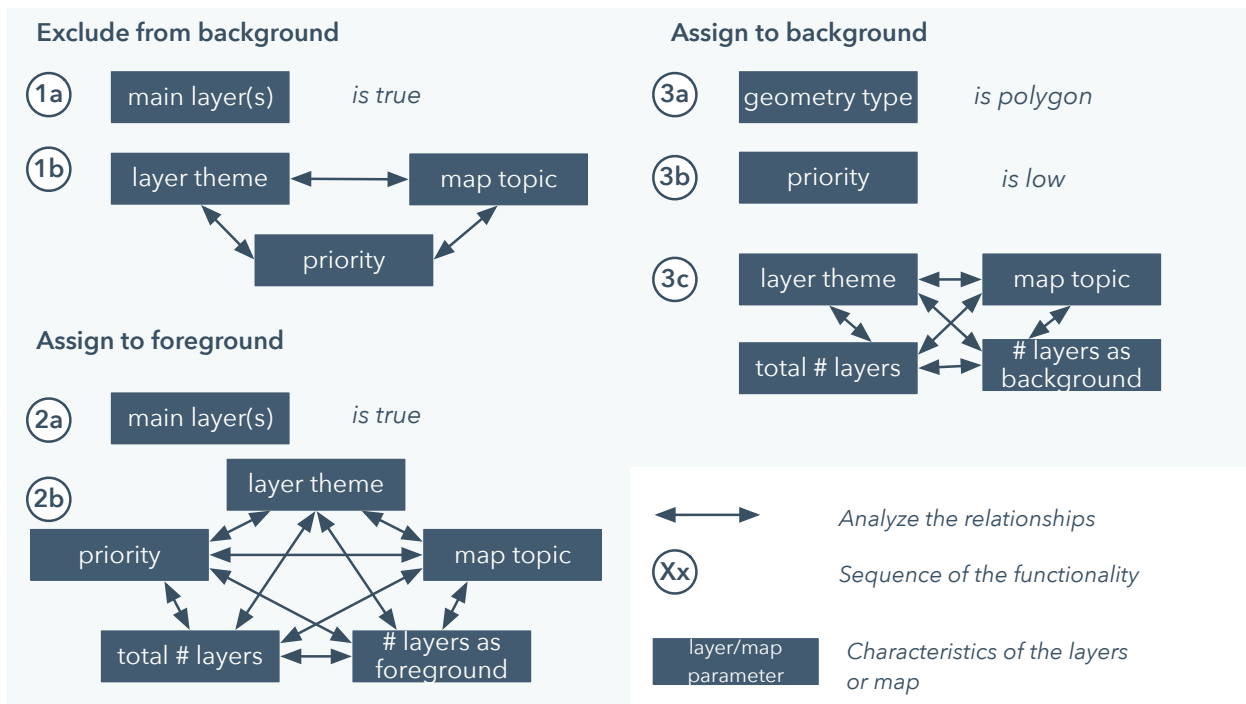 Exclude from background
1a
main layer(s)
is true
1b
layer theme
map topic
priority
Assign to foreground
2a
main layer(s)
is true
2b
layer theme
priority
map topic
total # layers
# layers as
foreground
Assign to background
3a
geometry type
is polygon
3b
priority
is low
3c
layer theme
map topic
total # layers
# layers as
background
Analyze the relationships
Xx
Sequence of the functionality
layer/map
parameter
Characteristics of the layers
or map